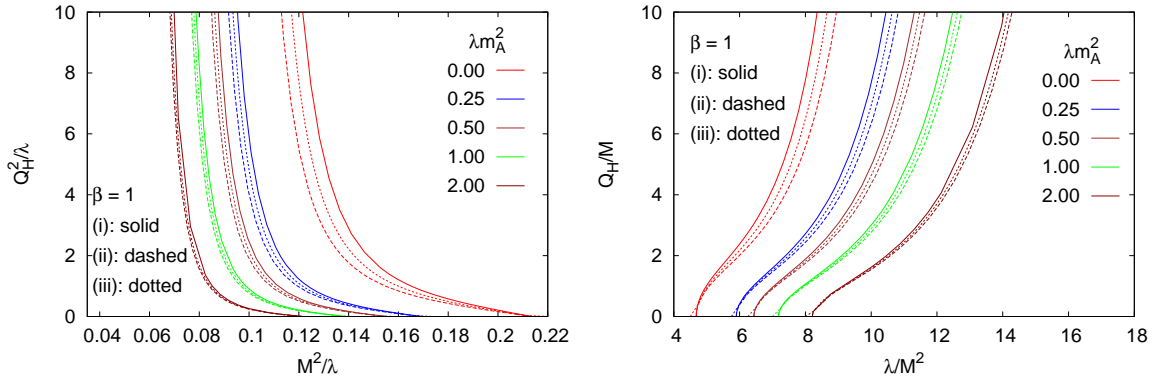 10
8
6
4
2
0
Q_H^2/λ
λm_A^2
0.00
0.25
0.50
1.00
2.00
β = 1
(i): solid
(ii): dashed
(iii): dotted
0.04 0.06 0.08 0.1 0.12 0.14 0.16 0.18 0.2 0.22
M^2/λ
10
8
6
4
2
0
Q_H/M
β = 1
(i): solid
(ii): dashed
(iii): dotted
λm_A^2
0.00
0.25
0.50
1.00
2.00
4 6 8 10 12 14 16 18
λ/M^2